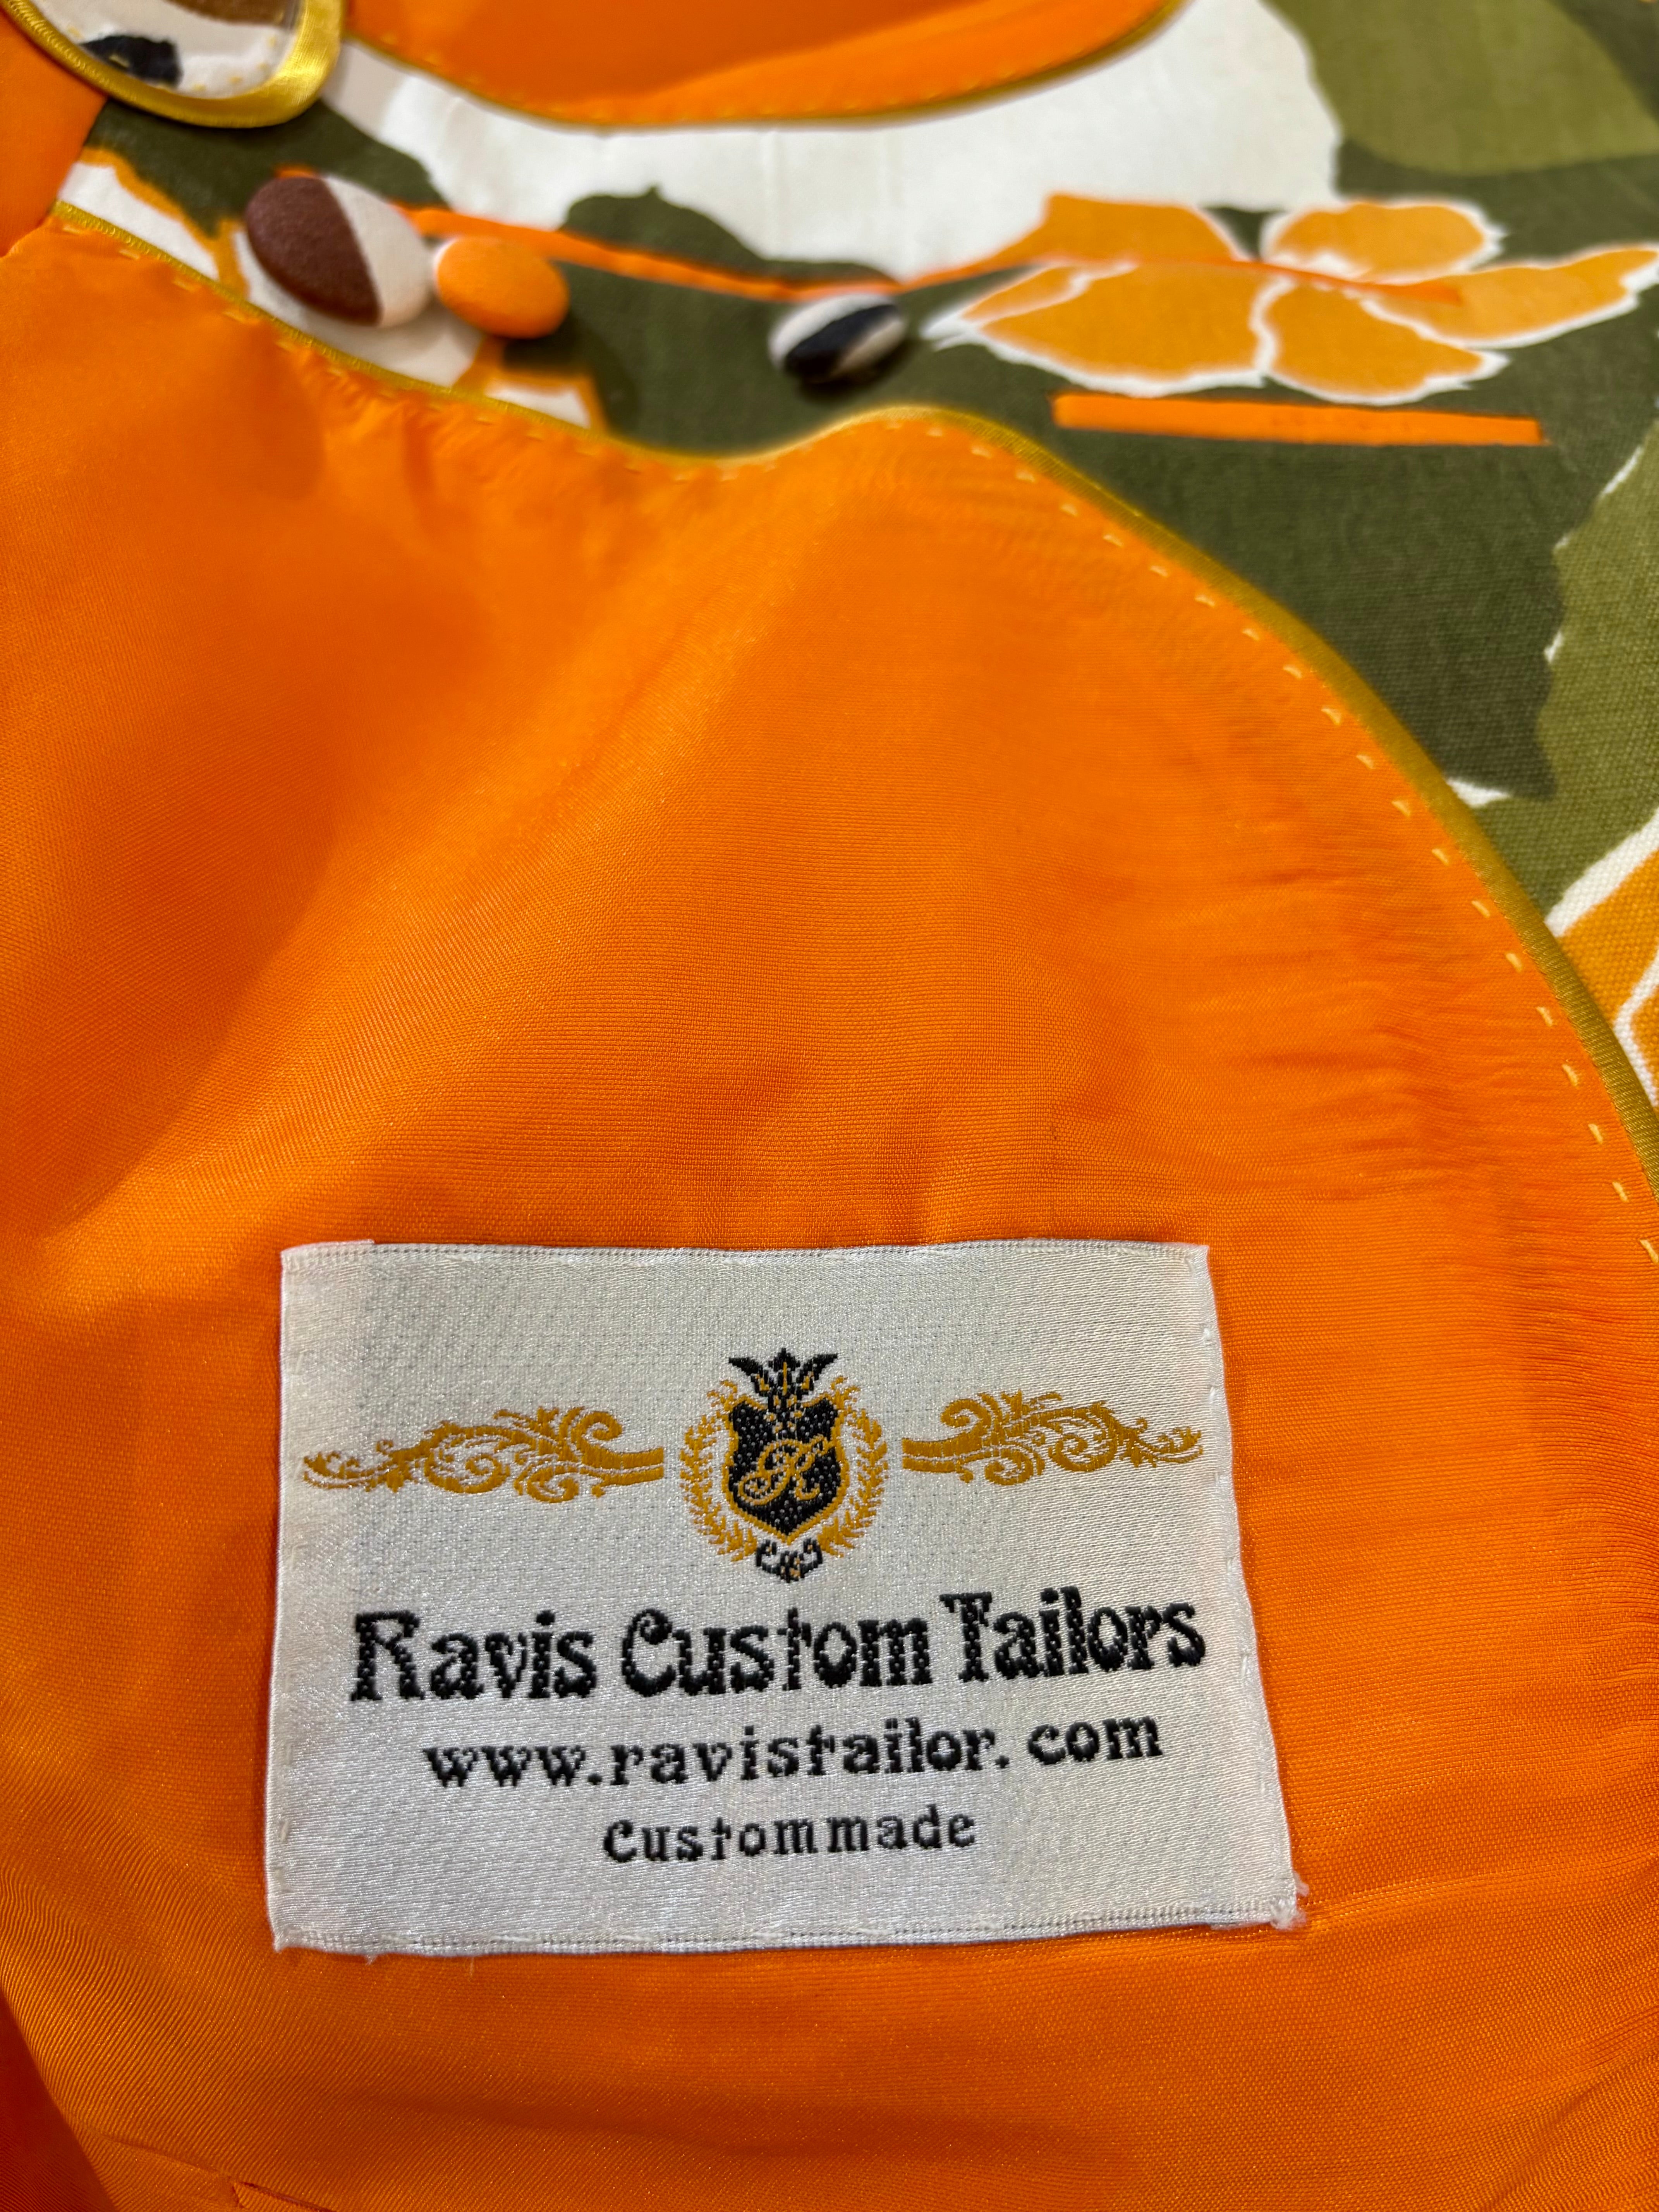 R
Ravis Custom Tailors
www.ravistailor.com
Custommade